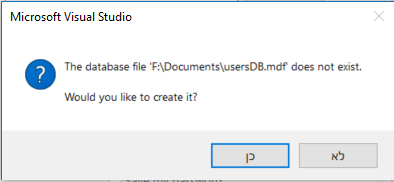 Microsoft Visual Studio
The database file 'F:\Documents\usersDB.mdf' does not exist.
Would you like to create it?
כן
לא